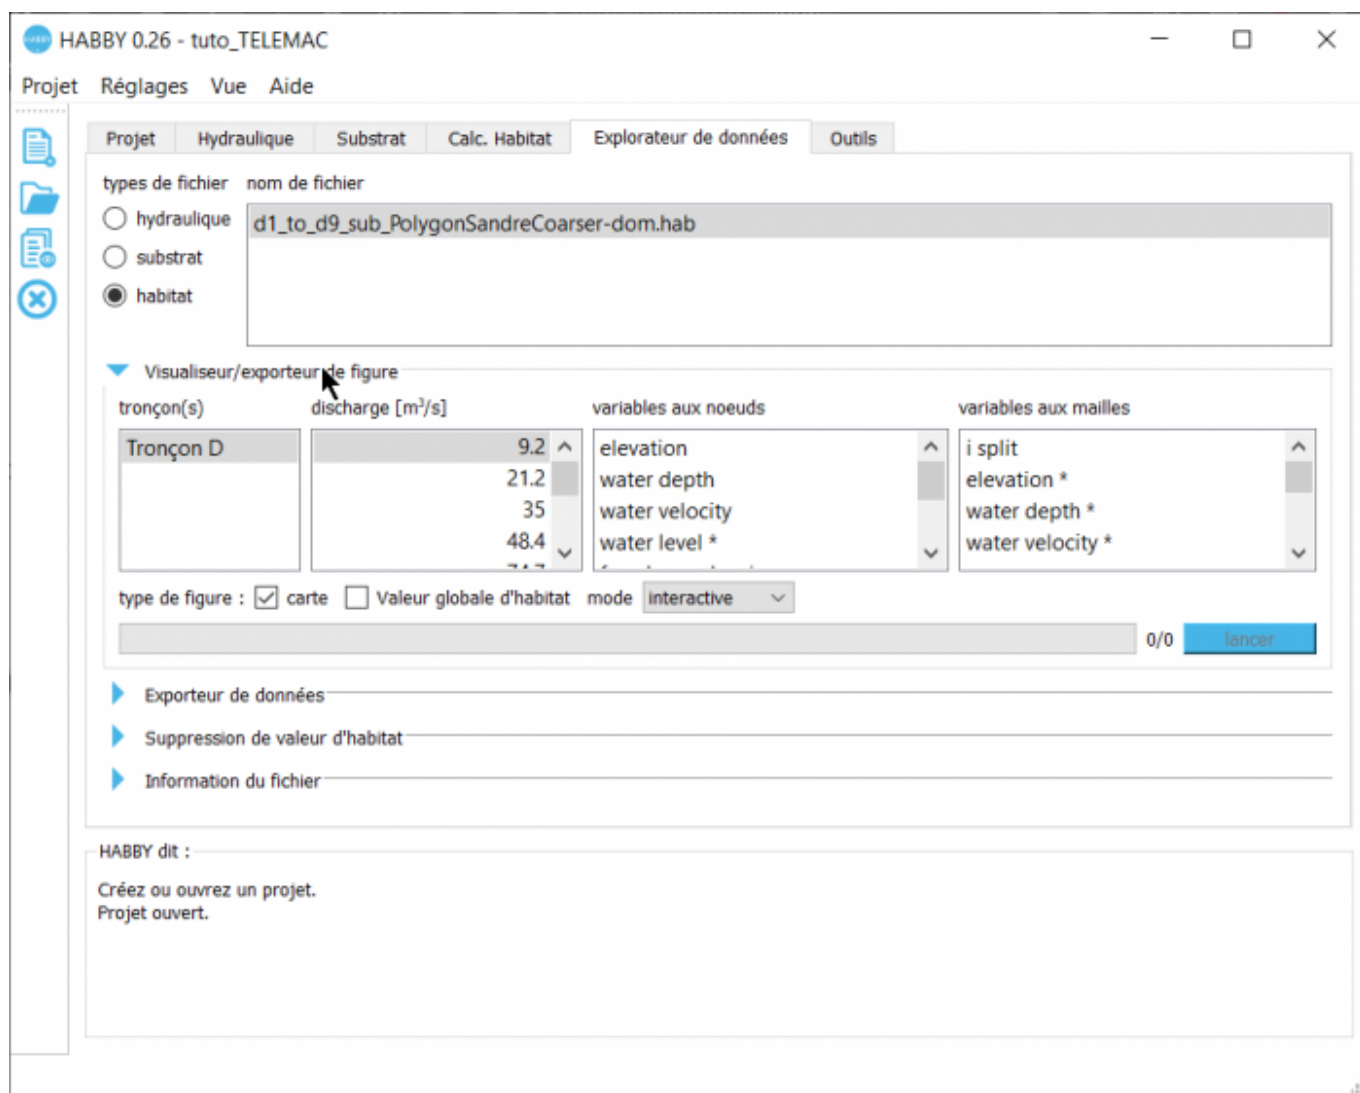 HABBY 0.26 - tuto_TELEMAC
Projet Réglages Vue Aide
Projet Hydraulique Substrat Calc. Habitat Explorateur de données Outils
types de fichier nom de fichier
hydraulique d1_to_d9_sub_PolygonSandreCoarser-dom.hab
substrat
habitat
Visualiseur/exporteur de figure
tronçon(s) discharge [m³/s] variables aux noeuds variables aux mailles
Tronçon D 9.2 elevation i split
21.2 water depth elevation *
35 water velocity water depth *
48.4 water level * water velocity *
type de figure : carte Valeur globale d'habitat mode interactive
0/0 lancer
Exporteur de données
Suppression de valeur d'habitat
Information du fichier
HABBY dit :
Créez ou ouvrez un projet.
Projet ouvert.